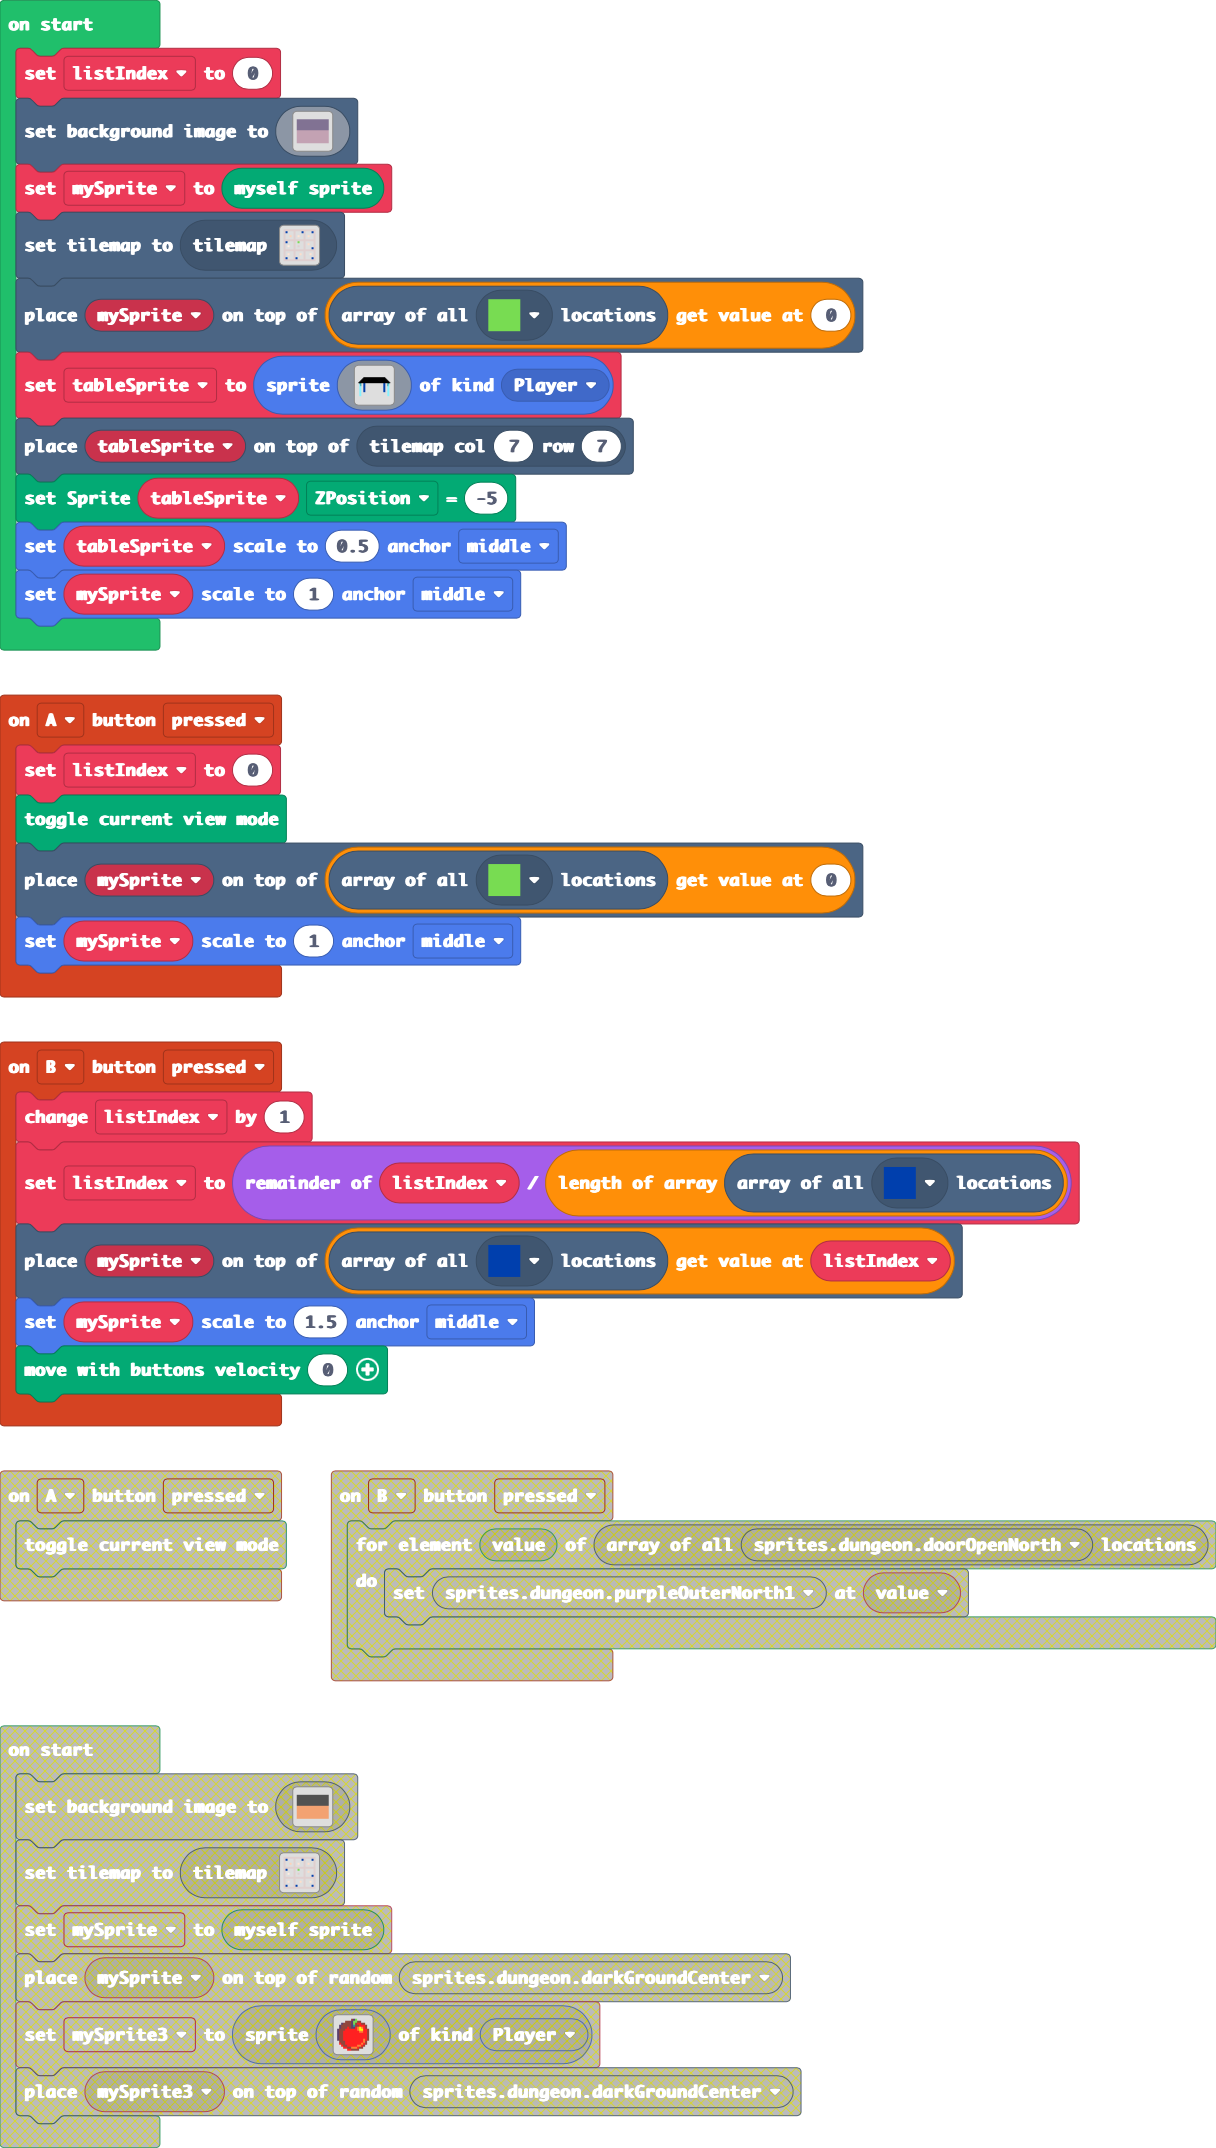 on start
set listIndex to 0
set background image to
set mySprite to myself sprite
set tilemap to tilemap
place mySprite on top of array of all locations get value at 0
set tableSprite to sprite of kind Player
place tableSprite on top of tilemap col 7 row 7
set Sprite tableSprite ZPosition = -5
set tableSprite scale to 0.5 anchor middle
set mySprite scale to 1 anchor middle
on A button pressed
set listIndex to 0
toggle current view mode
place mySprite on top of array of all locations get value at 0
set mySprite scale to 1 anchor middle
on B button pressed
change listIndex by 1
set listIndex to remainder of listIndex / length of array array of all locations
place mySprite on top of array of all locations get value at listIndex
set mySprite scale to 1.5 anchor middle
move with buttons velocity 0
on A button pressed
toggle current view mode
on B button pressed
for element value of array of all sprites.dungeon.doorOpenNorth locations
do set sprites.dungeon.purpleOuterNorth1 at value
on start
set background image to
set tilemap to tilemap
set mySprite to myself sprite
place mySprite on top of random sprites.dungeon.darkGroundCenter
set mySprite3 to sprite of kind Player
place mySprite3 on top of random sprites.dungeon.darkGroundCenter